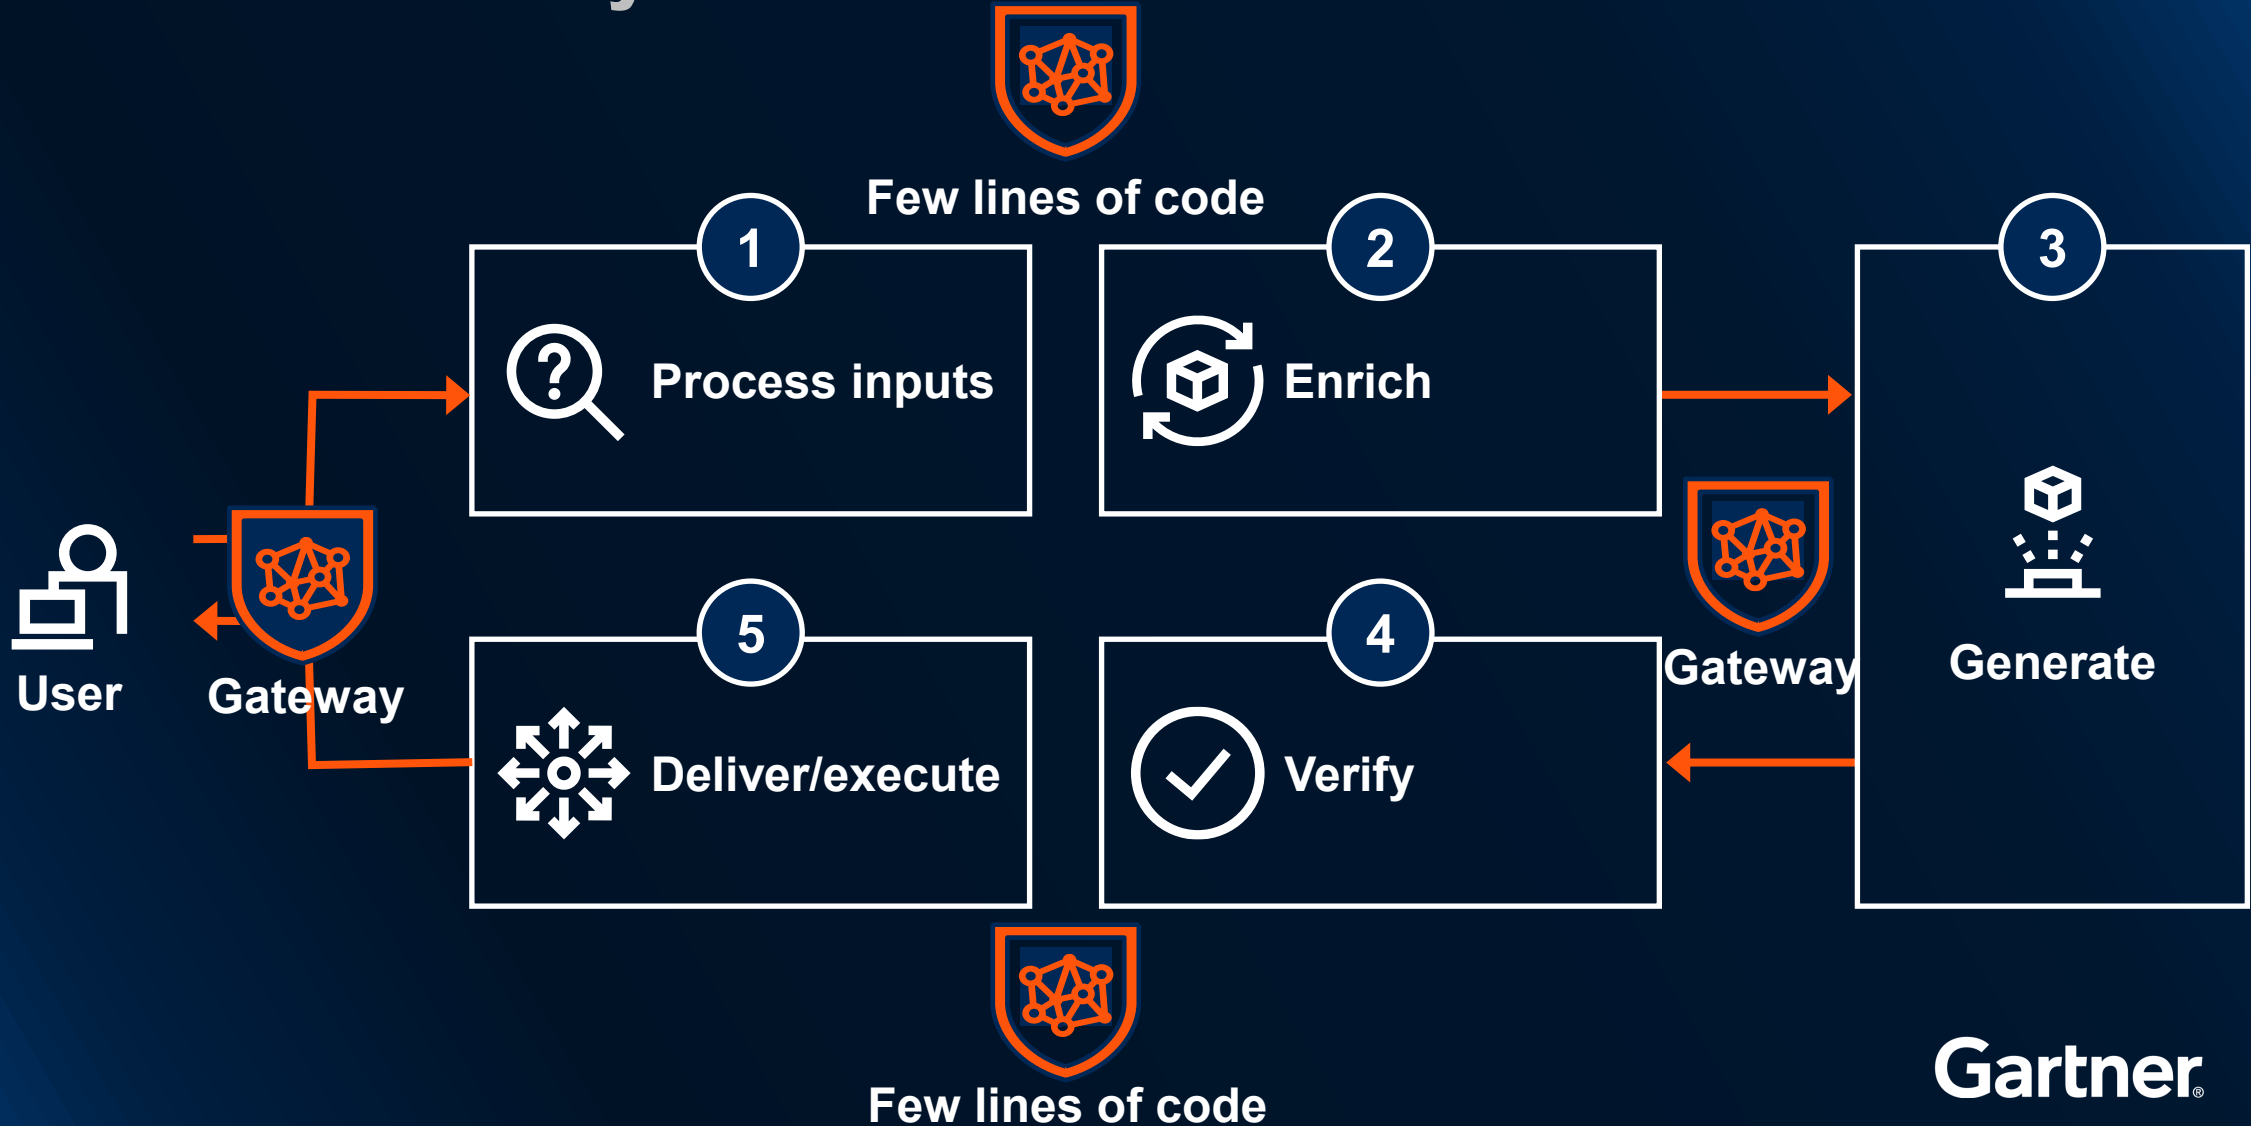 Few lines of code
1
2
3
Process inputs
Enrich
User
Gateway
Gateway
Generate
5
4
Deliver/execute
Verify
Few lines of code
Gartner®